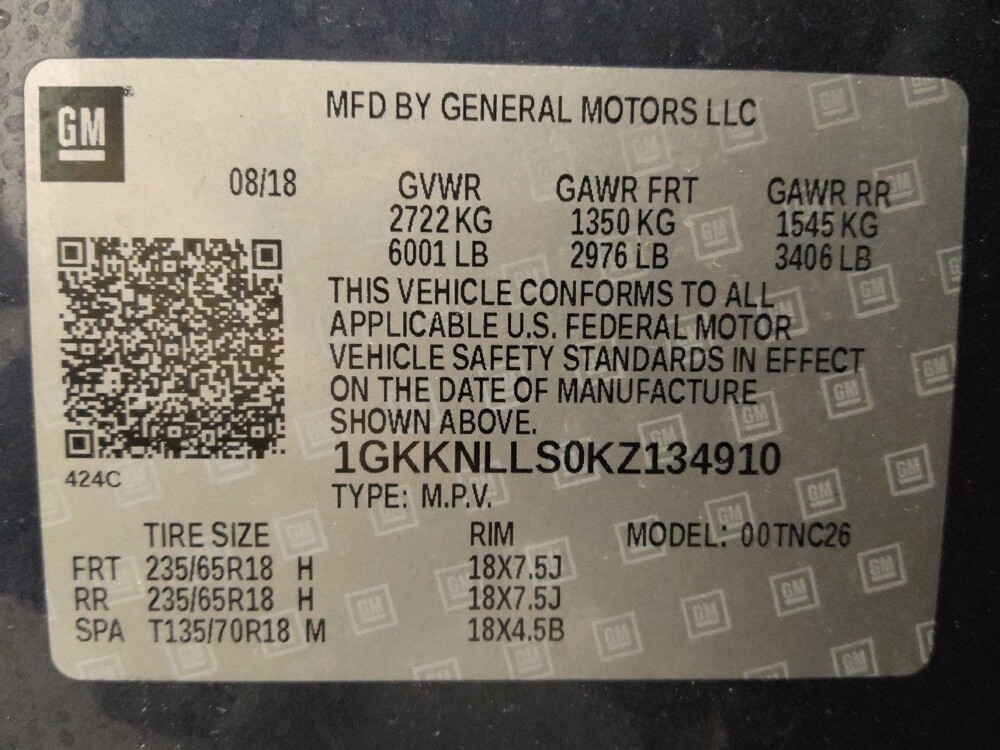 GM®
MFD BY GENERAL MOTORS LLC
08/18 GVWR GAWR FRT GAWR RR
2722 KG 1350 KG 1545 KG
6001 LB 2976 LB 3406 LB
THIS VEHICLE CONFORMS TO ALL
APPLICABLE U.S. FEDERAL MOTOR
VEHICLE SAFETY STANDARDS IN EFFECT
ON THE DATE OF MANUFACTURE
SHOWN ABOVE.
1GKKNLLS0KZ134910
424C
TYPE: M.P.V.
TIRE SIZE RIM MODEL: 00TNC26
FRT 235/65R18 H 18X7.5J
RR 235/65R18 H 18X7.5J
SPA T135/70R18 M 18X4.5B